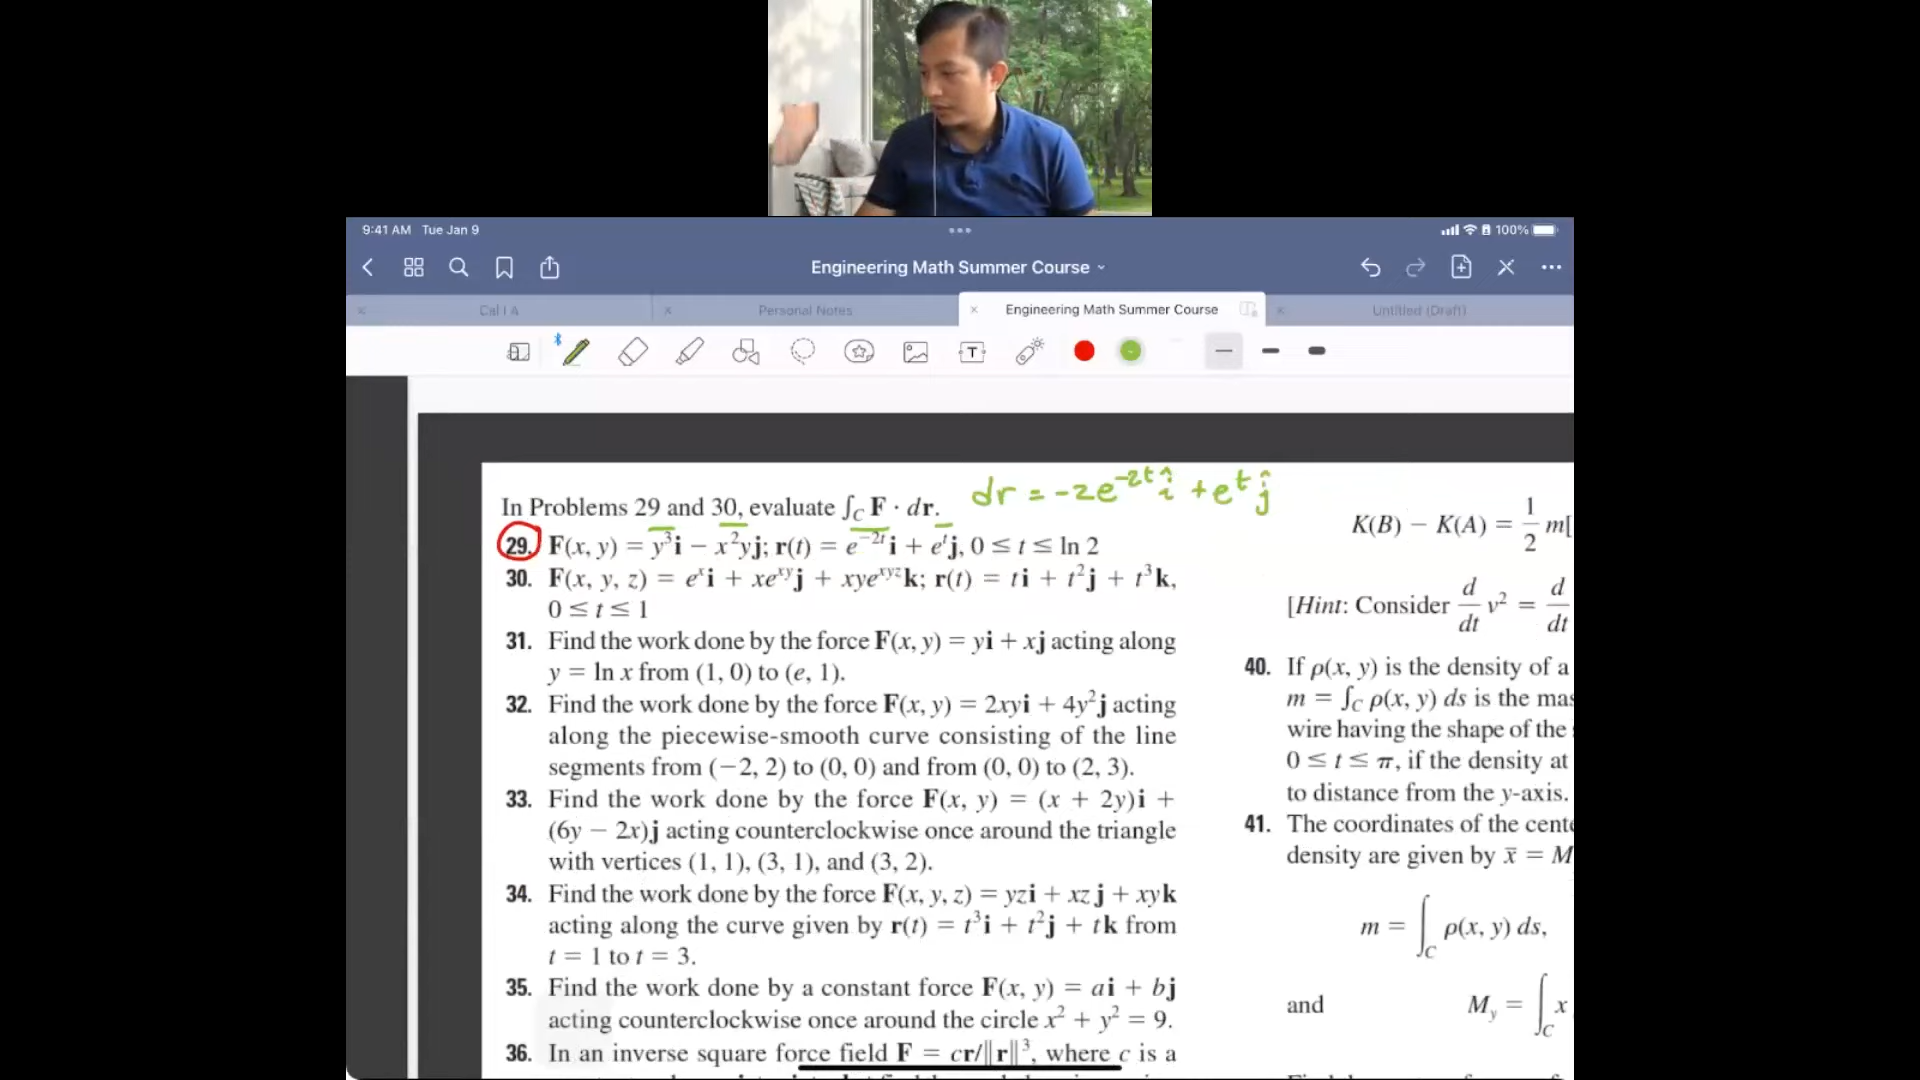 9:41 AM Tue Jan 9
100%
Engineering Math Summer Course
Cal I A
Personal Notes
Engineering Math Summer Course
Untitled (Draft)
T
dr = -2e^{-2t} î + e^t ĵ
In Problems 29 and 30, evaluate ∫_C F · dr.
29. F(x, y) = y³i − x²yj; r(t) = e^{−2t}i + e^tj, 0 ≤ t ≤ ln 2
30. F(x, y, z) = e^xi + xe^{xy}j + xye^{xyz}k; r(t) = ti + t²j + t³k,
0 ≤ t ≤ 1
31. Find the work done by the force F(x, y) = yi + xj acting along
y = ln x from (1, 0) to (e, 1).
32. Find the work done by the force F(x, y) = 2xyi + 4y²j acting
along the piecewise-smooth curve consisting of the line
segments from (−2, 2) to (0, 0) and from (0, 0) to (2, 3).
33. Find the work done by the force F(x, y) = (x + 2y)i +
(6y − 2x)j acting counterclockwise once around the triangle
with vertices (1, 1), (3, 1), and (3, 2).
34. Find the work done by the force F(x, y, z) = yzi + xzj + xyk
acting along the curve given by r(t) = t³i + t²j + tk from
t = 1 to t = 3.
35. Find the work done by a constant force F(x, y) = ai + bj
acting counterclockwise once around the circle x² + y² = 9.
36. In an inverse square force field F = cr/||r||³, where c is a
K(B) − K(A) = 1/2 m[
[Hint: Consider d/dt v² = d/dt
40. If ρ(x, y) is the density of a
m = ∫_C ρ(x, y) ds is the mas
wire having the shape of the
0 ≤ t ≤ π, if the density at
to distance from the y-axis.
41. The coordinates of the cente
density are given by x̄ = M
m = ∫_C ρ(x, y) ds,
and M_y = ∫_C x